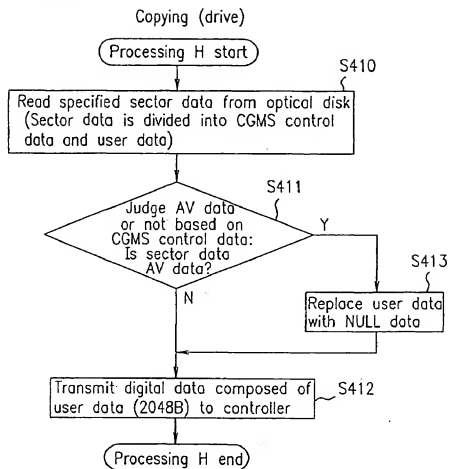 Copying (drive)
Processing H start
S410
Read specified sector data from optical disk
(Sector data is divided into CGMS control
data and user data)
S411
Judge AV data
or not based on
CGMS control data:
Is sector data
AV data?
Y
N
S413
Replace user data
with NULL data
Transmit digital data composed of
user data (2048B) to controller
S412
Processing H end